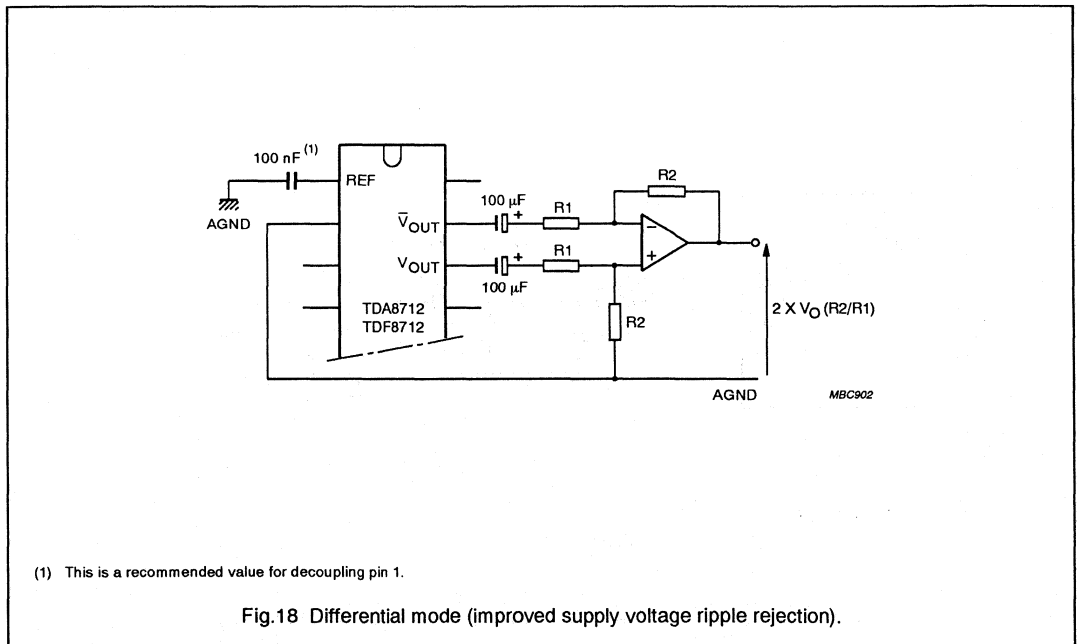 100 nF (1)
REF
AGND
V̅OUT
VOUT
TDA8712
TDF8712
100 µF
+
R1
R2
+
R1
100 µF
−
+
R2
2 X VO (R2/R1)
AGND
MBC902
(1) This is a recommended value for decoupling pin 1.
Fig.18 Differential mode (improved supply voltage ripple rejection).